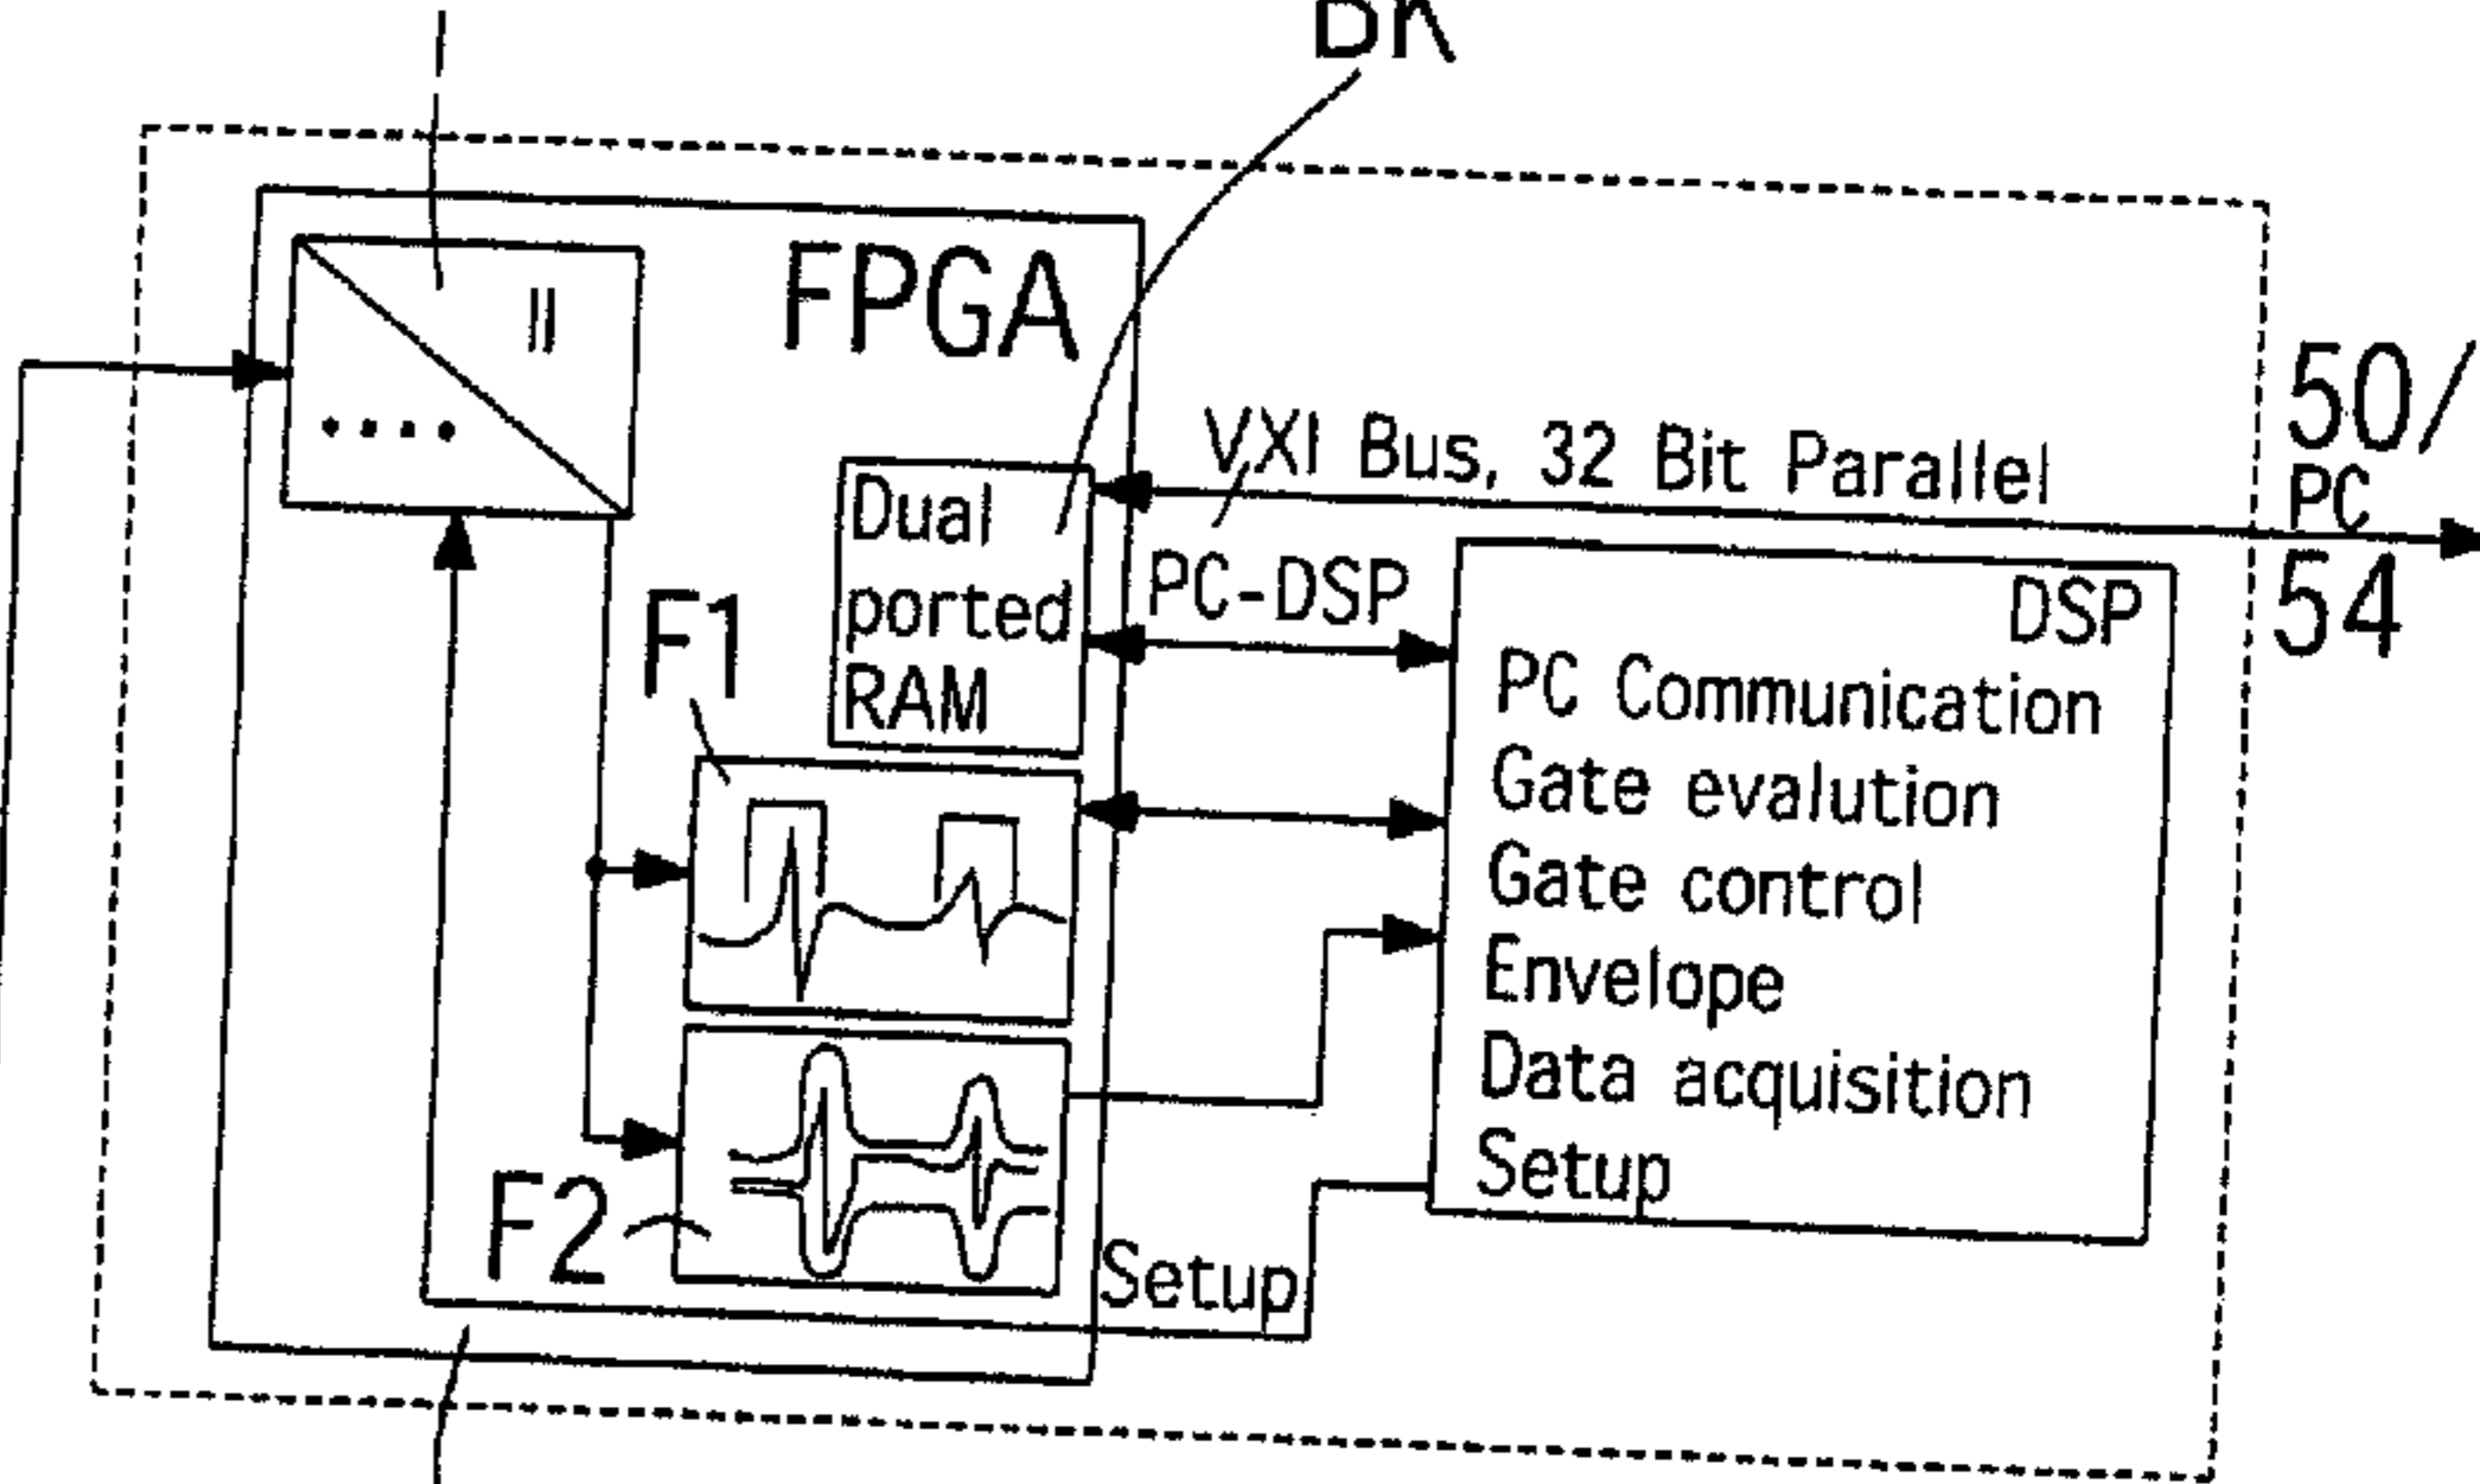 BK
FPGA
||
VXI Bus, 32 Bit Parallel
50/
PC
54
Dual
ported
RAM
PC-DSP
DSP
PC Communication
Gate evalution
Gate control
Envelope
Data acquisition
Setup
F1
F2
Setup